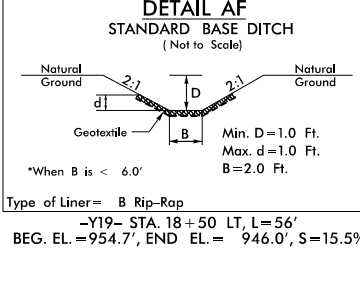 DETAIL AF
STANDARD BASE DITCH
(Not to Scale)
Natural
Ground
2:1
D
2:1
Natural
Ground
d
Geotextile
B
Min. D=1.0 Ft.
Max. d=1.0 Ft.
B=2.0 Ft.
*When B is < 6.0'
Type of Liner= B Rip-Rap
-Y19- STA. 18+50 LT, L=56'
BEG. EL.=954.7', END EL.= 946.0', S=15.5%